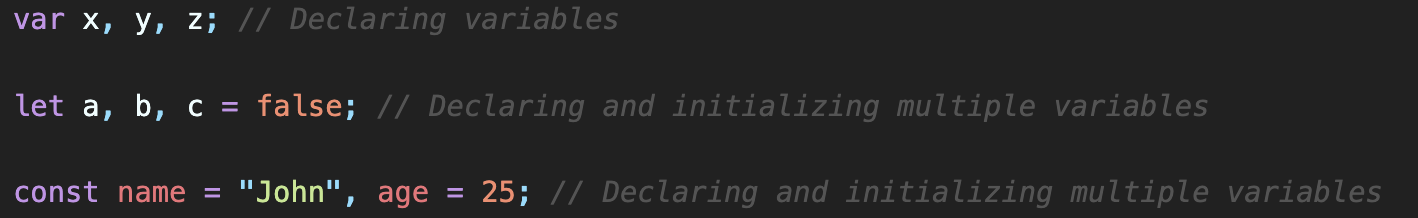 var x, y, z; // Declaring variables
let a, b, c = false; // Declaring and initializing multiple variables
const name = "John", age = 25; // Declaring and initializing multiple variables